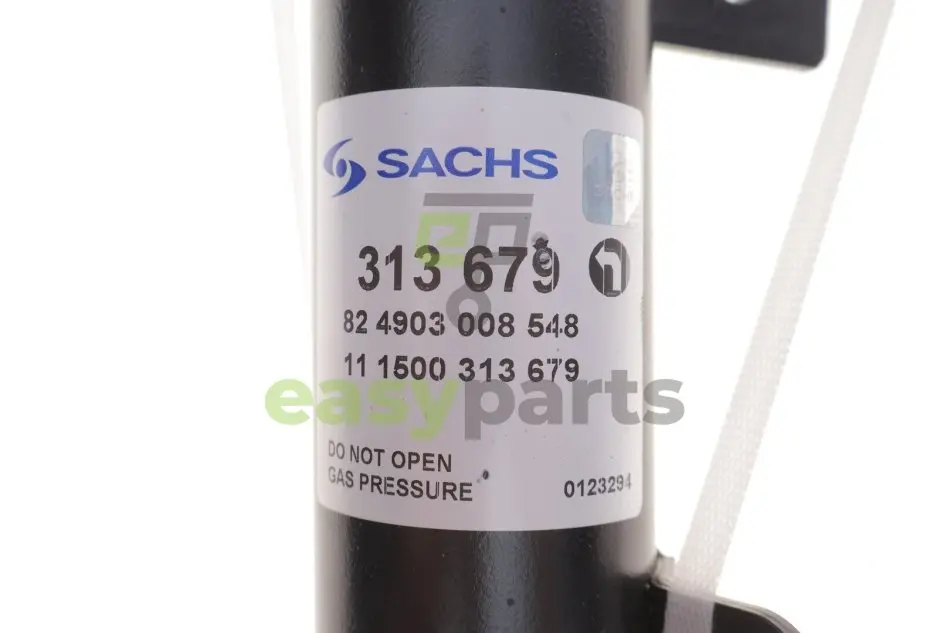 SACHS
313 679
82 4903 008 548
11 1500 313 679
easyparts
DO NOT OPEN
GAS PRESSURE
0123294